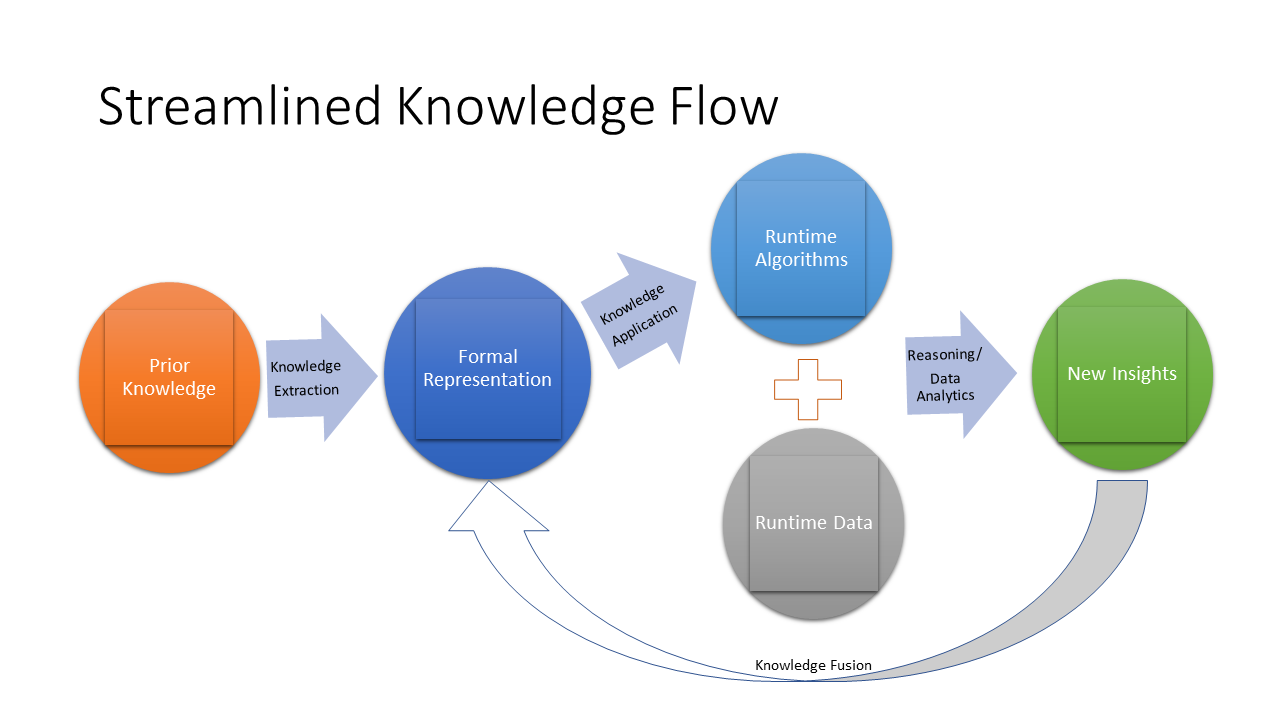 Streamlined Knowledge Flow
Prior
Knowledge
Knowledge
Extraction
Formal
Representation
Knowledge
Application
Runtime
Algorithms
Runtime Data
Reasoning/
Data
Analytics
New Insights
Knowledge Fusion